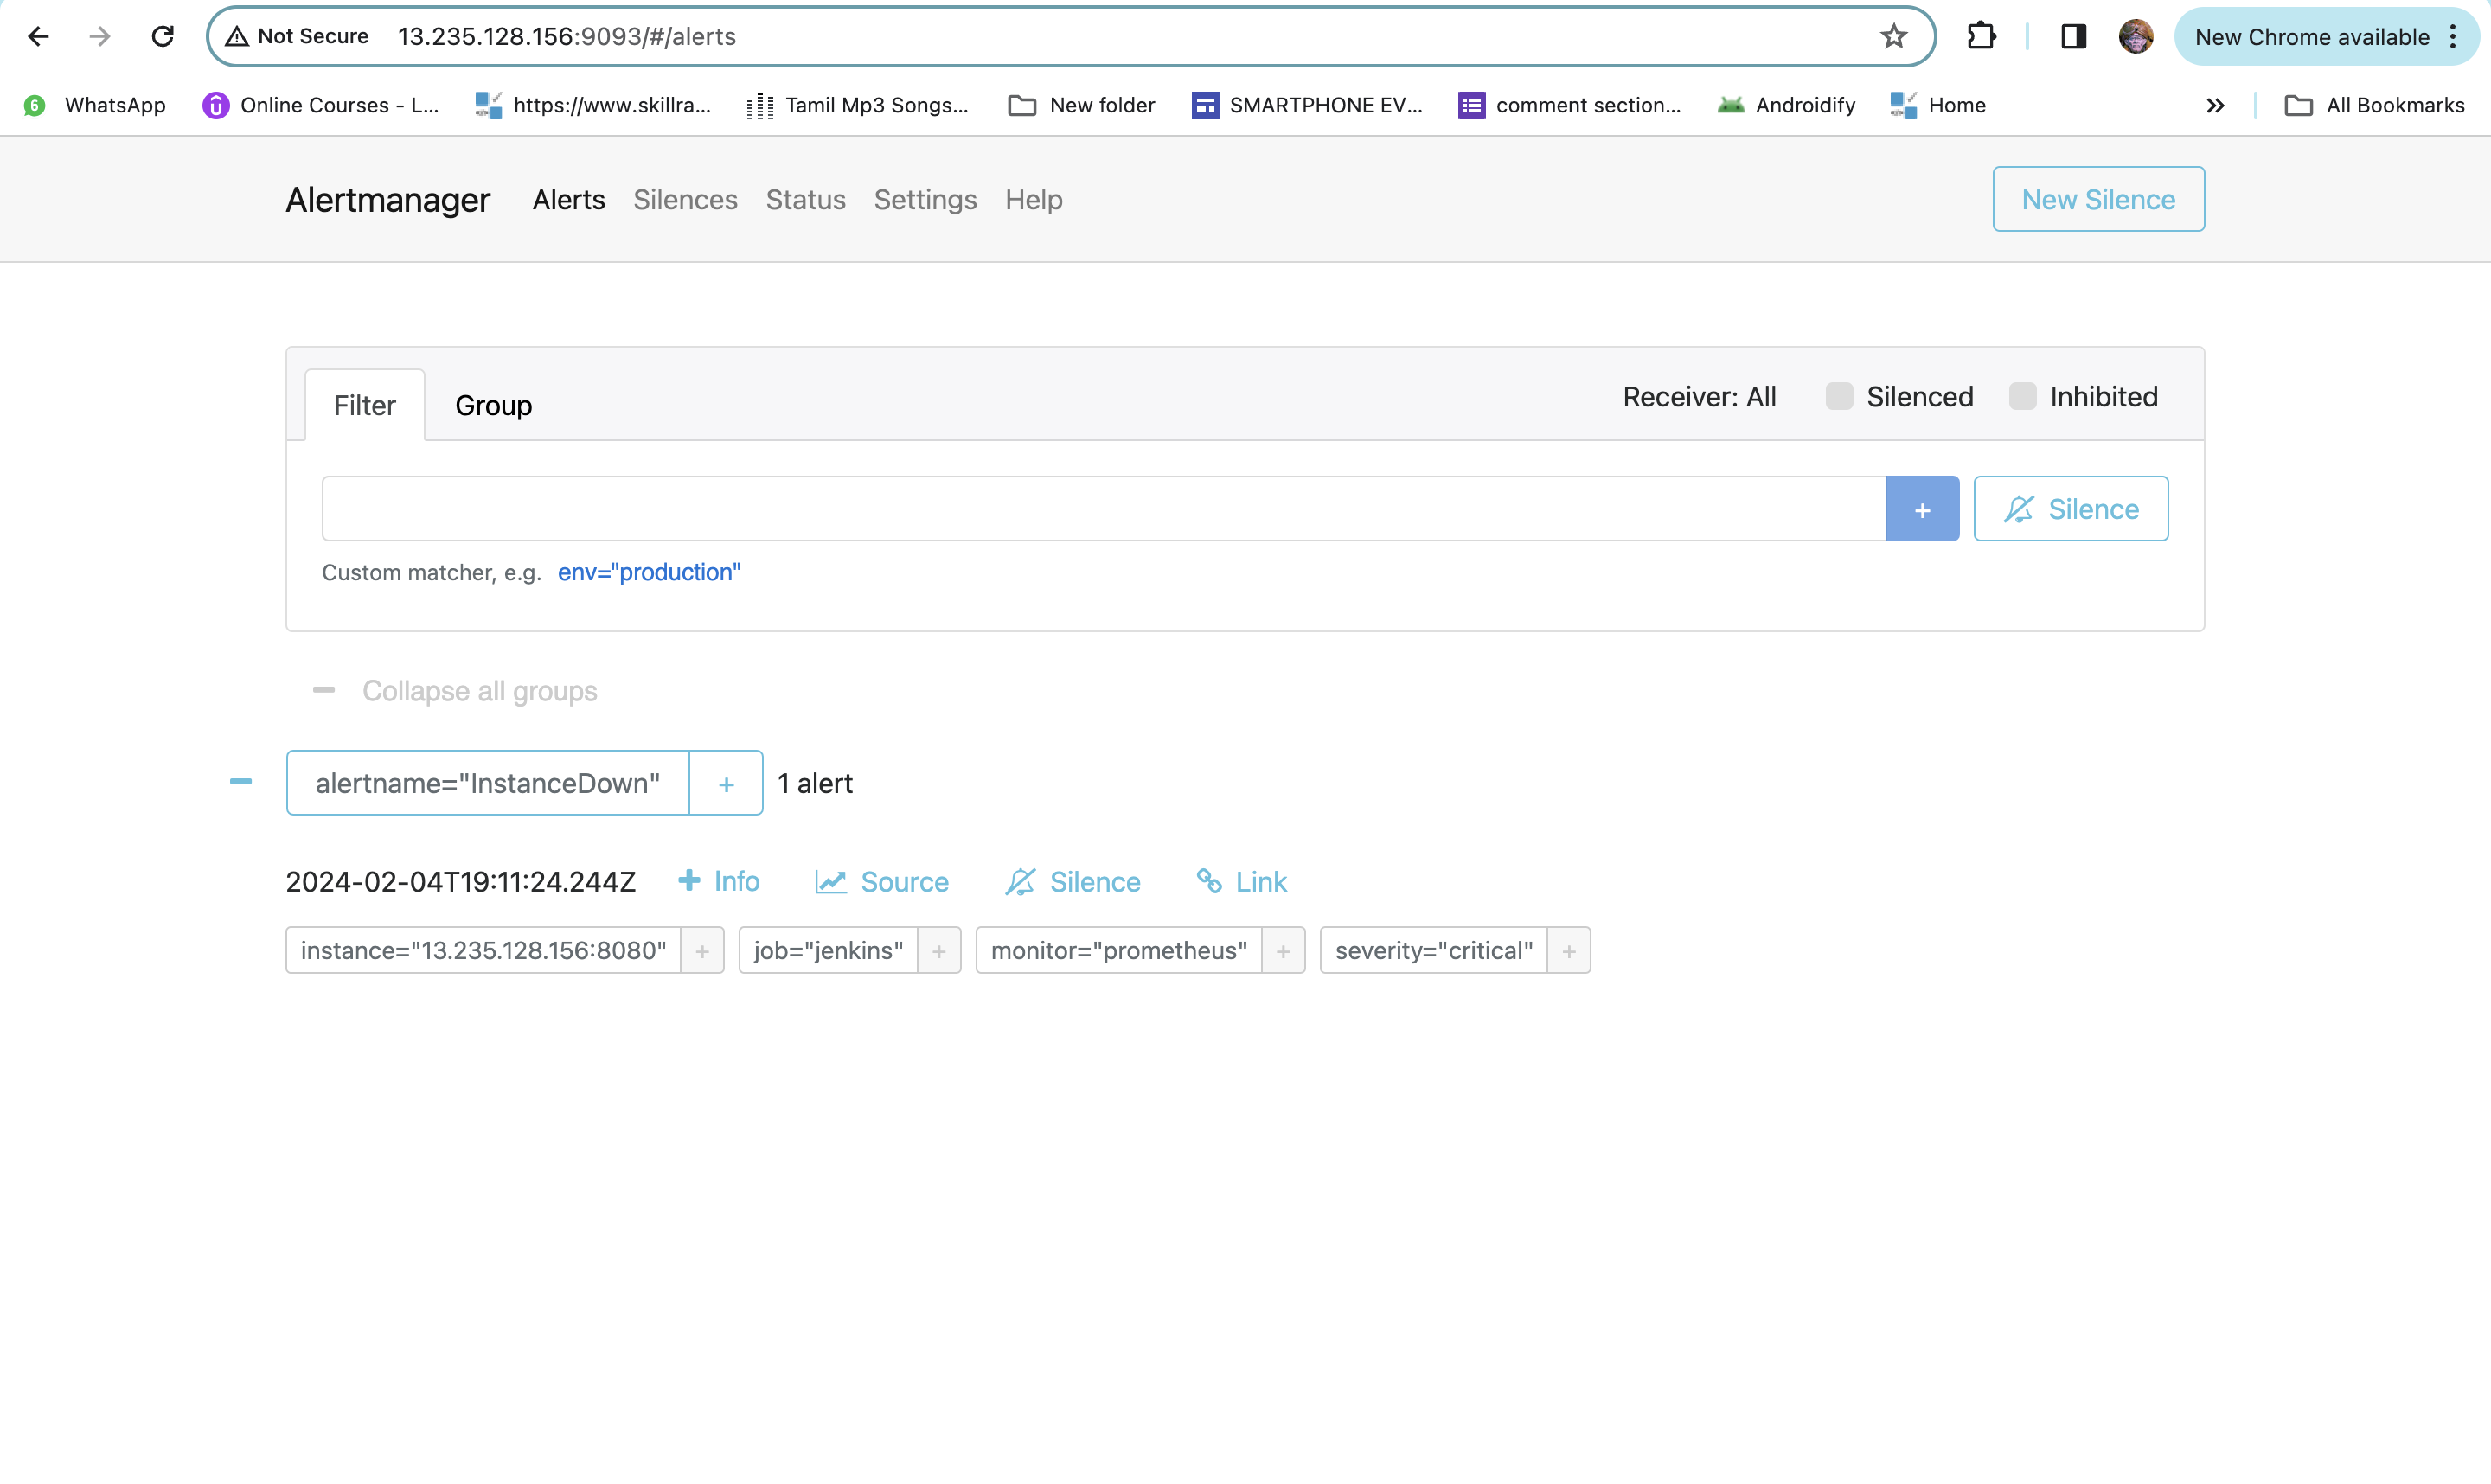 Not Secure 13.235.128.156:9093/#/alerts New Chrome available
6 WhatsApp Online Courses - L... https://www.skillra... Tamil Mp3 Songs... New folder SMARTPHONE EV... comment section... Androidify Home » All Bookmarks
Alertmanager Alerts Silences Status Settings Help New Silence
Filter Group Receiver: All Silenced Inhibited
+ Silence
Custom matcher, e.g. env="production"
Collapse all groups
alertname="InstanceDown" + 1 alert
2024-02-04T19:11:24.244Z Info Source Silence Link
instance="13.235.128.156:8080" + job="jenkins" + monitor="prometheus" + severity="critical" +